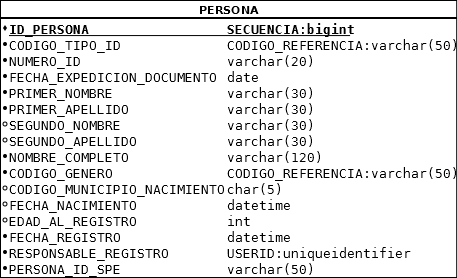 PERSONA
ID_PERSONA SECUENCIA:bigint
CODIGO_TIPO_ID CODIGO_REFERENCIA:varchar(50)
NUMERO_ID varchar(20)
FECHA_EXPEDICION_DOCUMENTO date
PRIMER_NOMBRE varchar(30)
PRIMER_APELLIDO varchar(30)
SEGUNDO_NOMBRE varchar(30)
SEGUNDO_APELLIDO varchar(30)
NOMBRE_COMPLETO varchar(120)
CODIGO_GENERO CODIGO_REFERENCIA:varchar(50)
CODIGO_MUNICIPIO_NACIMIENTO char(5)
FECHA_NACIMIENTO datetime
EDAD_AL_REGISTRO int
FECHA_REGISTRO datetime
RESPONSABLE_REGISTRO USERID:uniqueidentifier
PERSONA_ID_SPE varchar(50)